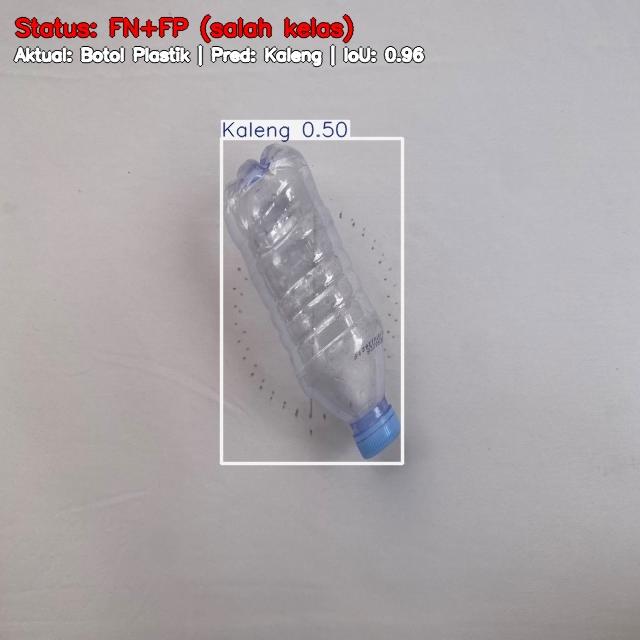 Status: FN+FP (salah kelas)
Aktual: Botol Plastik | Pred: Kaleng | IoU: 0.96
Kaleng 0.50